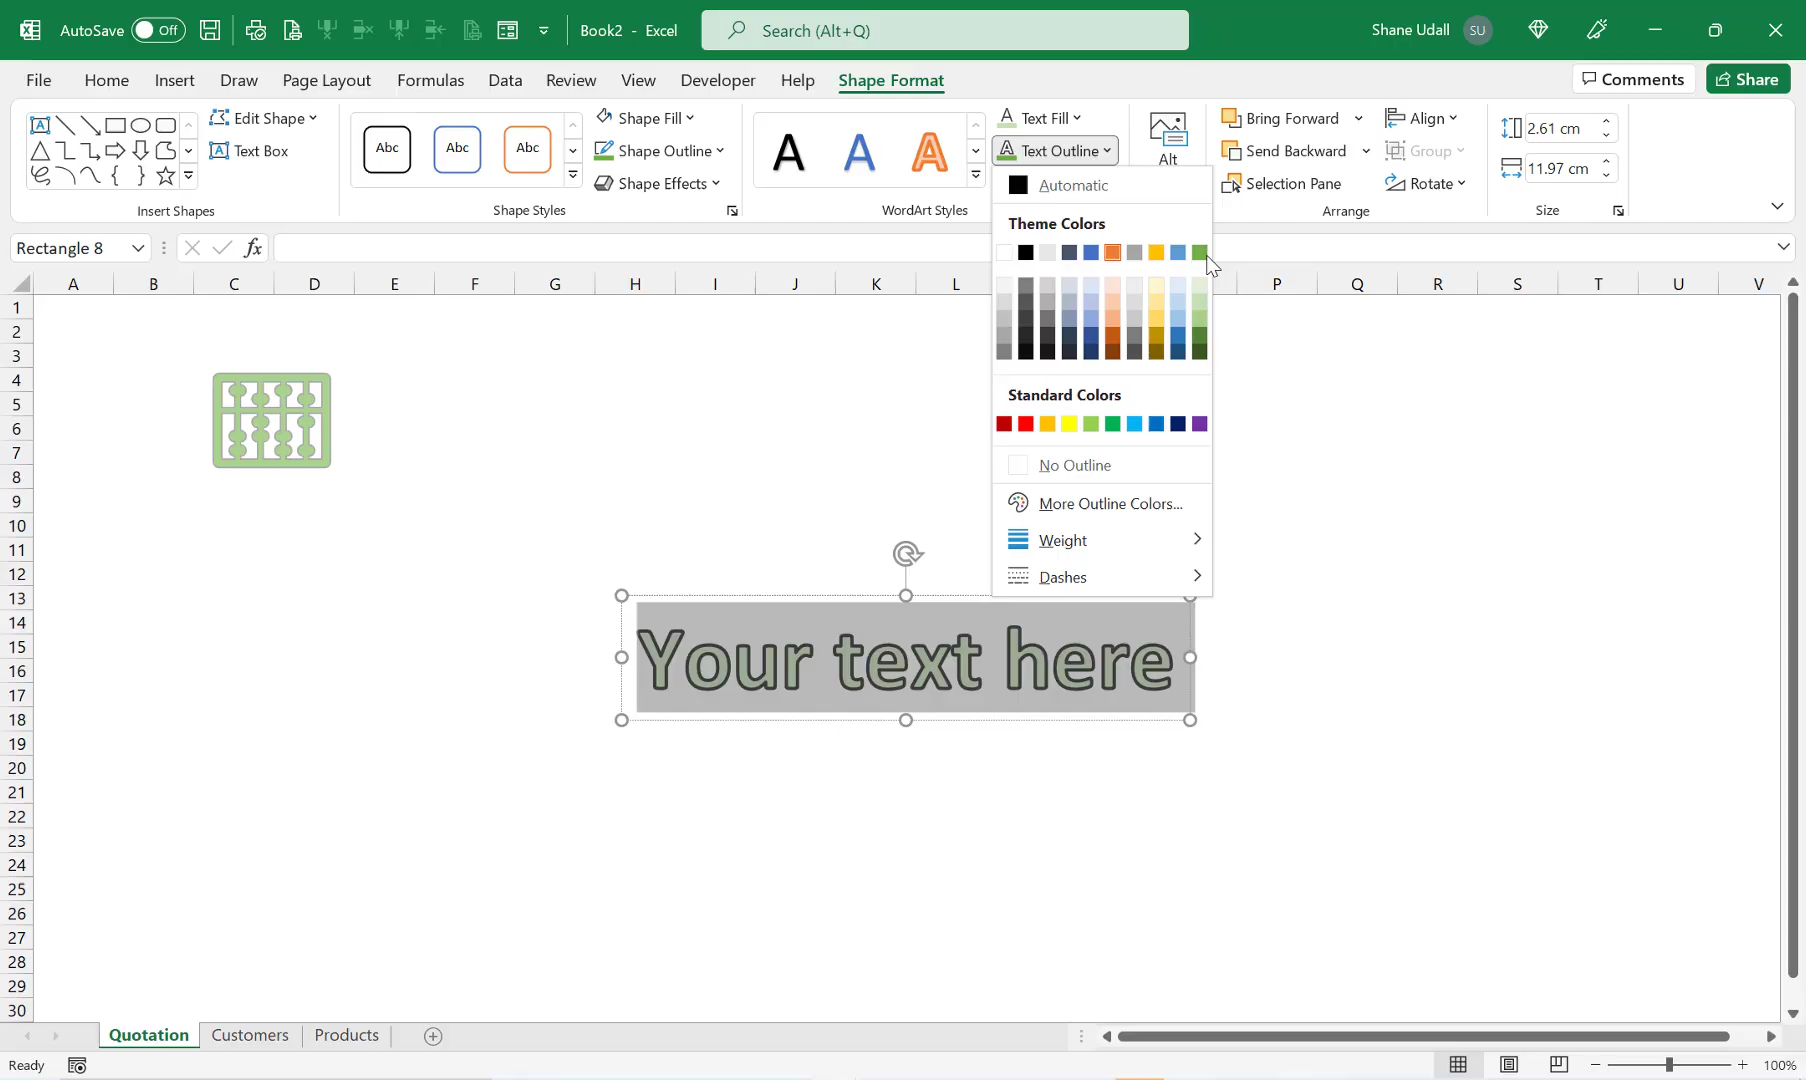 AutoSave Off Book2 - Excel Search (Alt+Q) Shane Udall SU
File Home Insert Draw Page Layout Formulas Data Review View Developer Help Shape Format Comments Share
Edit Shape
Text Box
Insert Shapes
Abc Abc Abc
Shape Fill
Shape Outline
Shape Effects
Shape Styles
A A A
WordArt Styles
Text Fill
Text Outline
Alt
Bring Forward
Send Backward
Selection Pane
Align
Group
Rotate
Arrange
2.61 cm
11.97 cm
Size
Automatic
Theme Colors
Standard Colors
No Outline
More Outline Colors...
Weight
Dashes
Rectangle 8 fx
A B C D E F G H I J K L P Q R S T U V
1
2
3
4
5
6
7
8
9
10
11
12
13
14
15
16
17
18
19
20
21
22
23
24
25
26
27
28
29
30
Your text here
Quotation Customers Products
Ready 100%